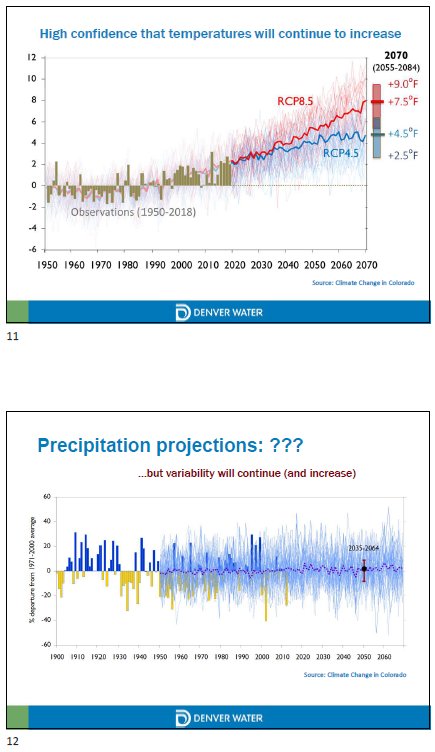 High confidence that temperatures will continue to increase
2070
(2055-2084)
12
10
8
6
4
2
0
-2
-4
-6
RCP8.5
RCP4.5
+9.0°F
+7.5°F
+4.5°F
+2.5°F
Observations (1950-2018)
1950 1960 1970 1980 1990 2000 2010 2020 2030 2040 2050 2060 2070
Source: Climate Change in Colorado
DENVER WATER
11
Precipitation projections: ???
...but variability will continue (and increase)
% departure from 1971-2000 average
60
40
20
0
-20
-40
-60
2035-2064
1900 1910 1920 1930 1940 1950 1960 1970 1980 1990 2000 2010 2020 2030 2040 2050 2060
Source: Climate Change in Colorado
DENVER WATER
12